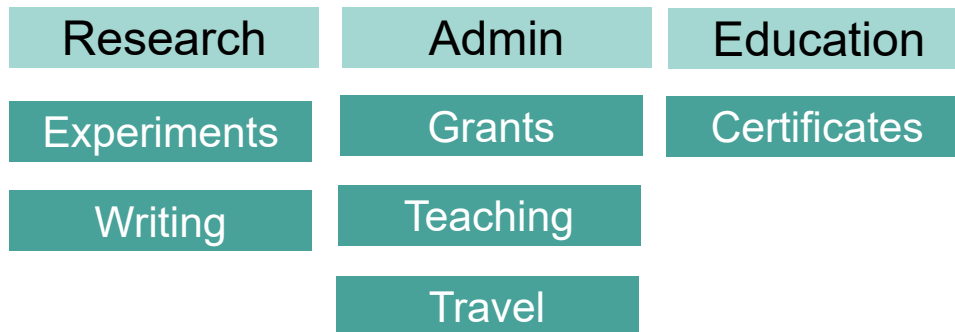 Research
Experiments
Writing
Admin
Grants
Teaching
Travel
Education
Certificates